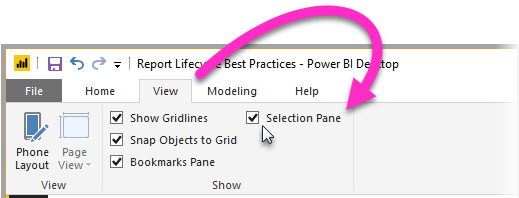 Report Lifecycle Best Practices - Power BI Desktop
File Home View Modeling Help
Show Gridlines Selection Pane
Snap Objects to Grid
Bookmarks Pane
Phone Layout
Page View
View Show